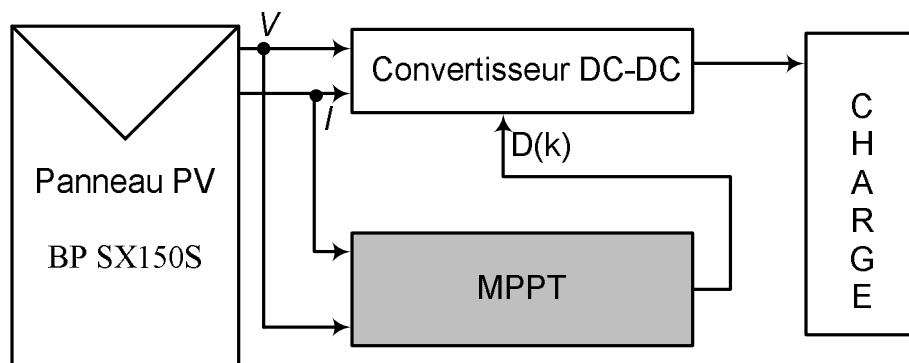 V
Convertisseur DC-DC
I
D(k)
Panneau PV
BP SX150S
MPPT
C
H
A
R
G
E